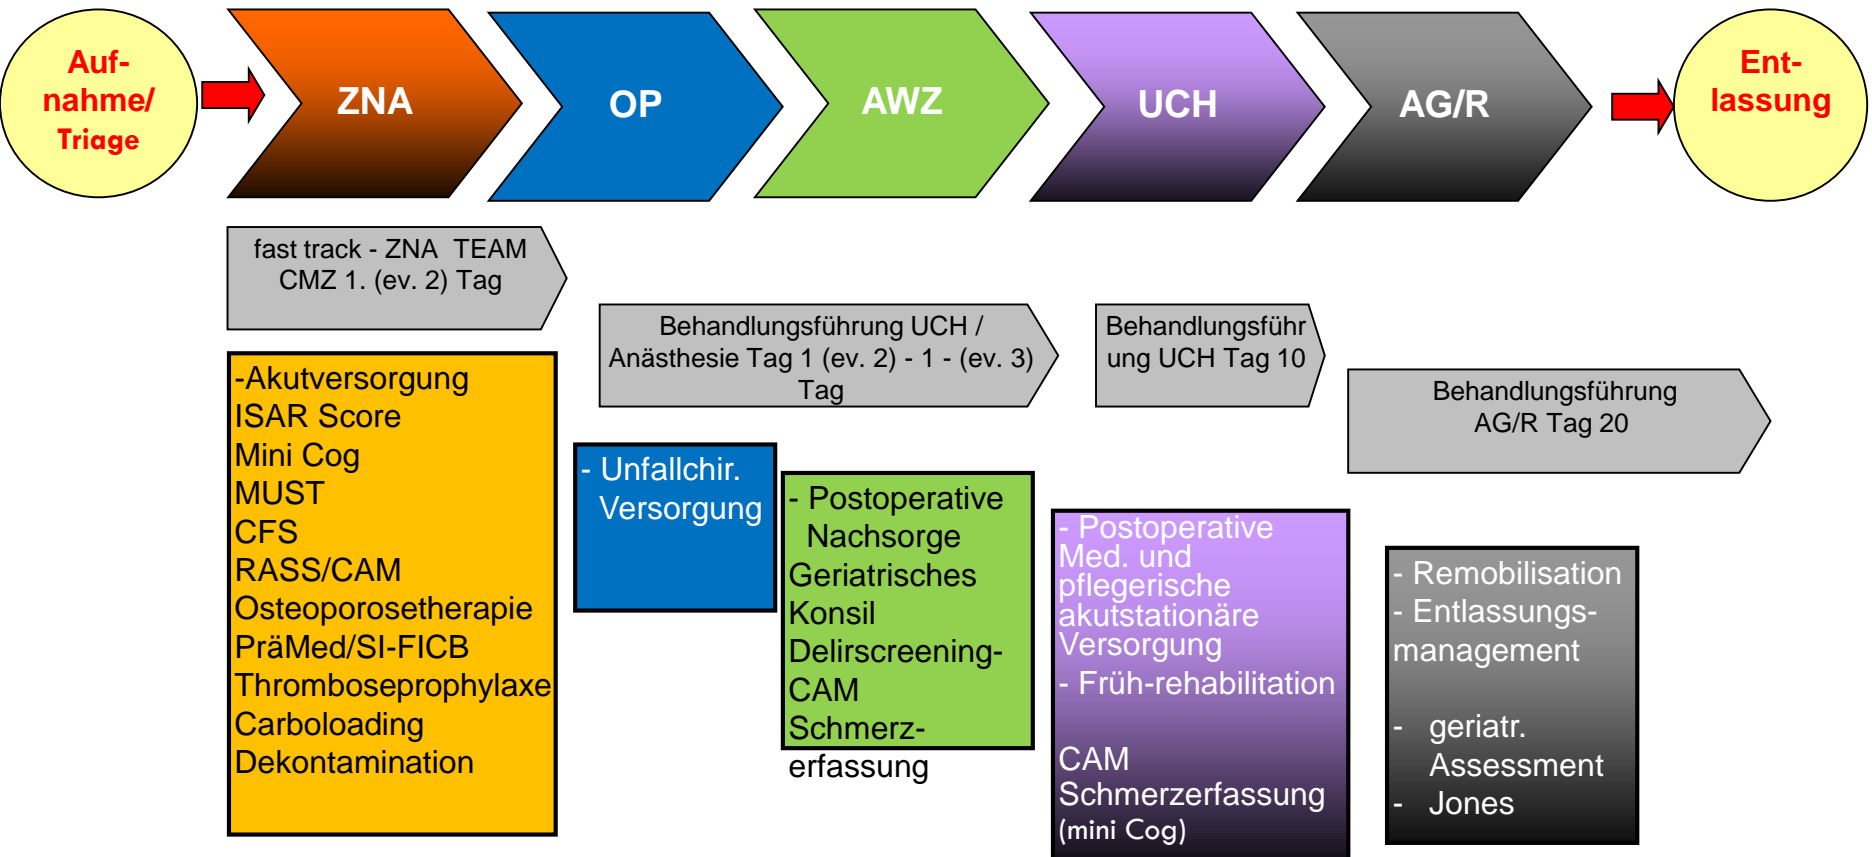 Auf-
nahme/
Triage
ZNA
OP
AWZ
UCH
AG/R
Ent-
lassung
fast track - ZNA TEAM
CMZ 1. (ev. 2) Tag
Behandlungsführung UCH /
Anästhesie Tag 1 (ev. 2) - 1 - (ev. 3)
Tag
Behandlungsführ
ung UCH Tag 10
Behandlungsführung
AG/R Tag 20
-Akutversorgung
ISAR Score
Mini Cog
MUST
CFS
RASS/CAM
Osteoporosetherapie
PräMed/SI-FICB
Thromboseprophylaxe
Carboloading
Dekontamination
- Unfallchir.
Versorgung
- Postoperative
Nachsorge
Geriatrisches
Konsil
Delirscreening-
CAM
Schmerz-
erfassung
- Postoperative
Med. und
pflegerische
akutstationäre
Versorgung
- Früh-rehabilitation
CAM
Schmerzerfassung
(mini Cog)
- Remobilisation
- Entlassungs-
management
- geriatr.
Assessment
- Jones